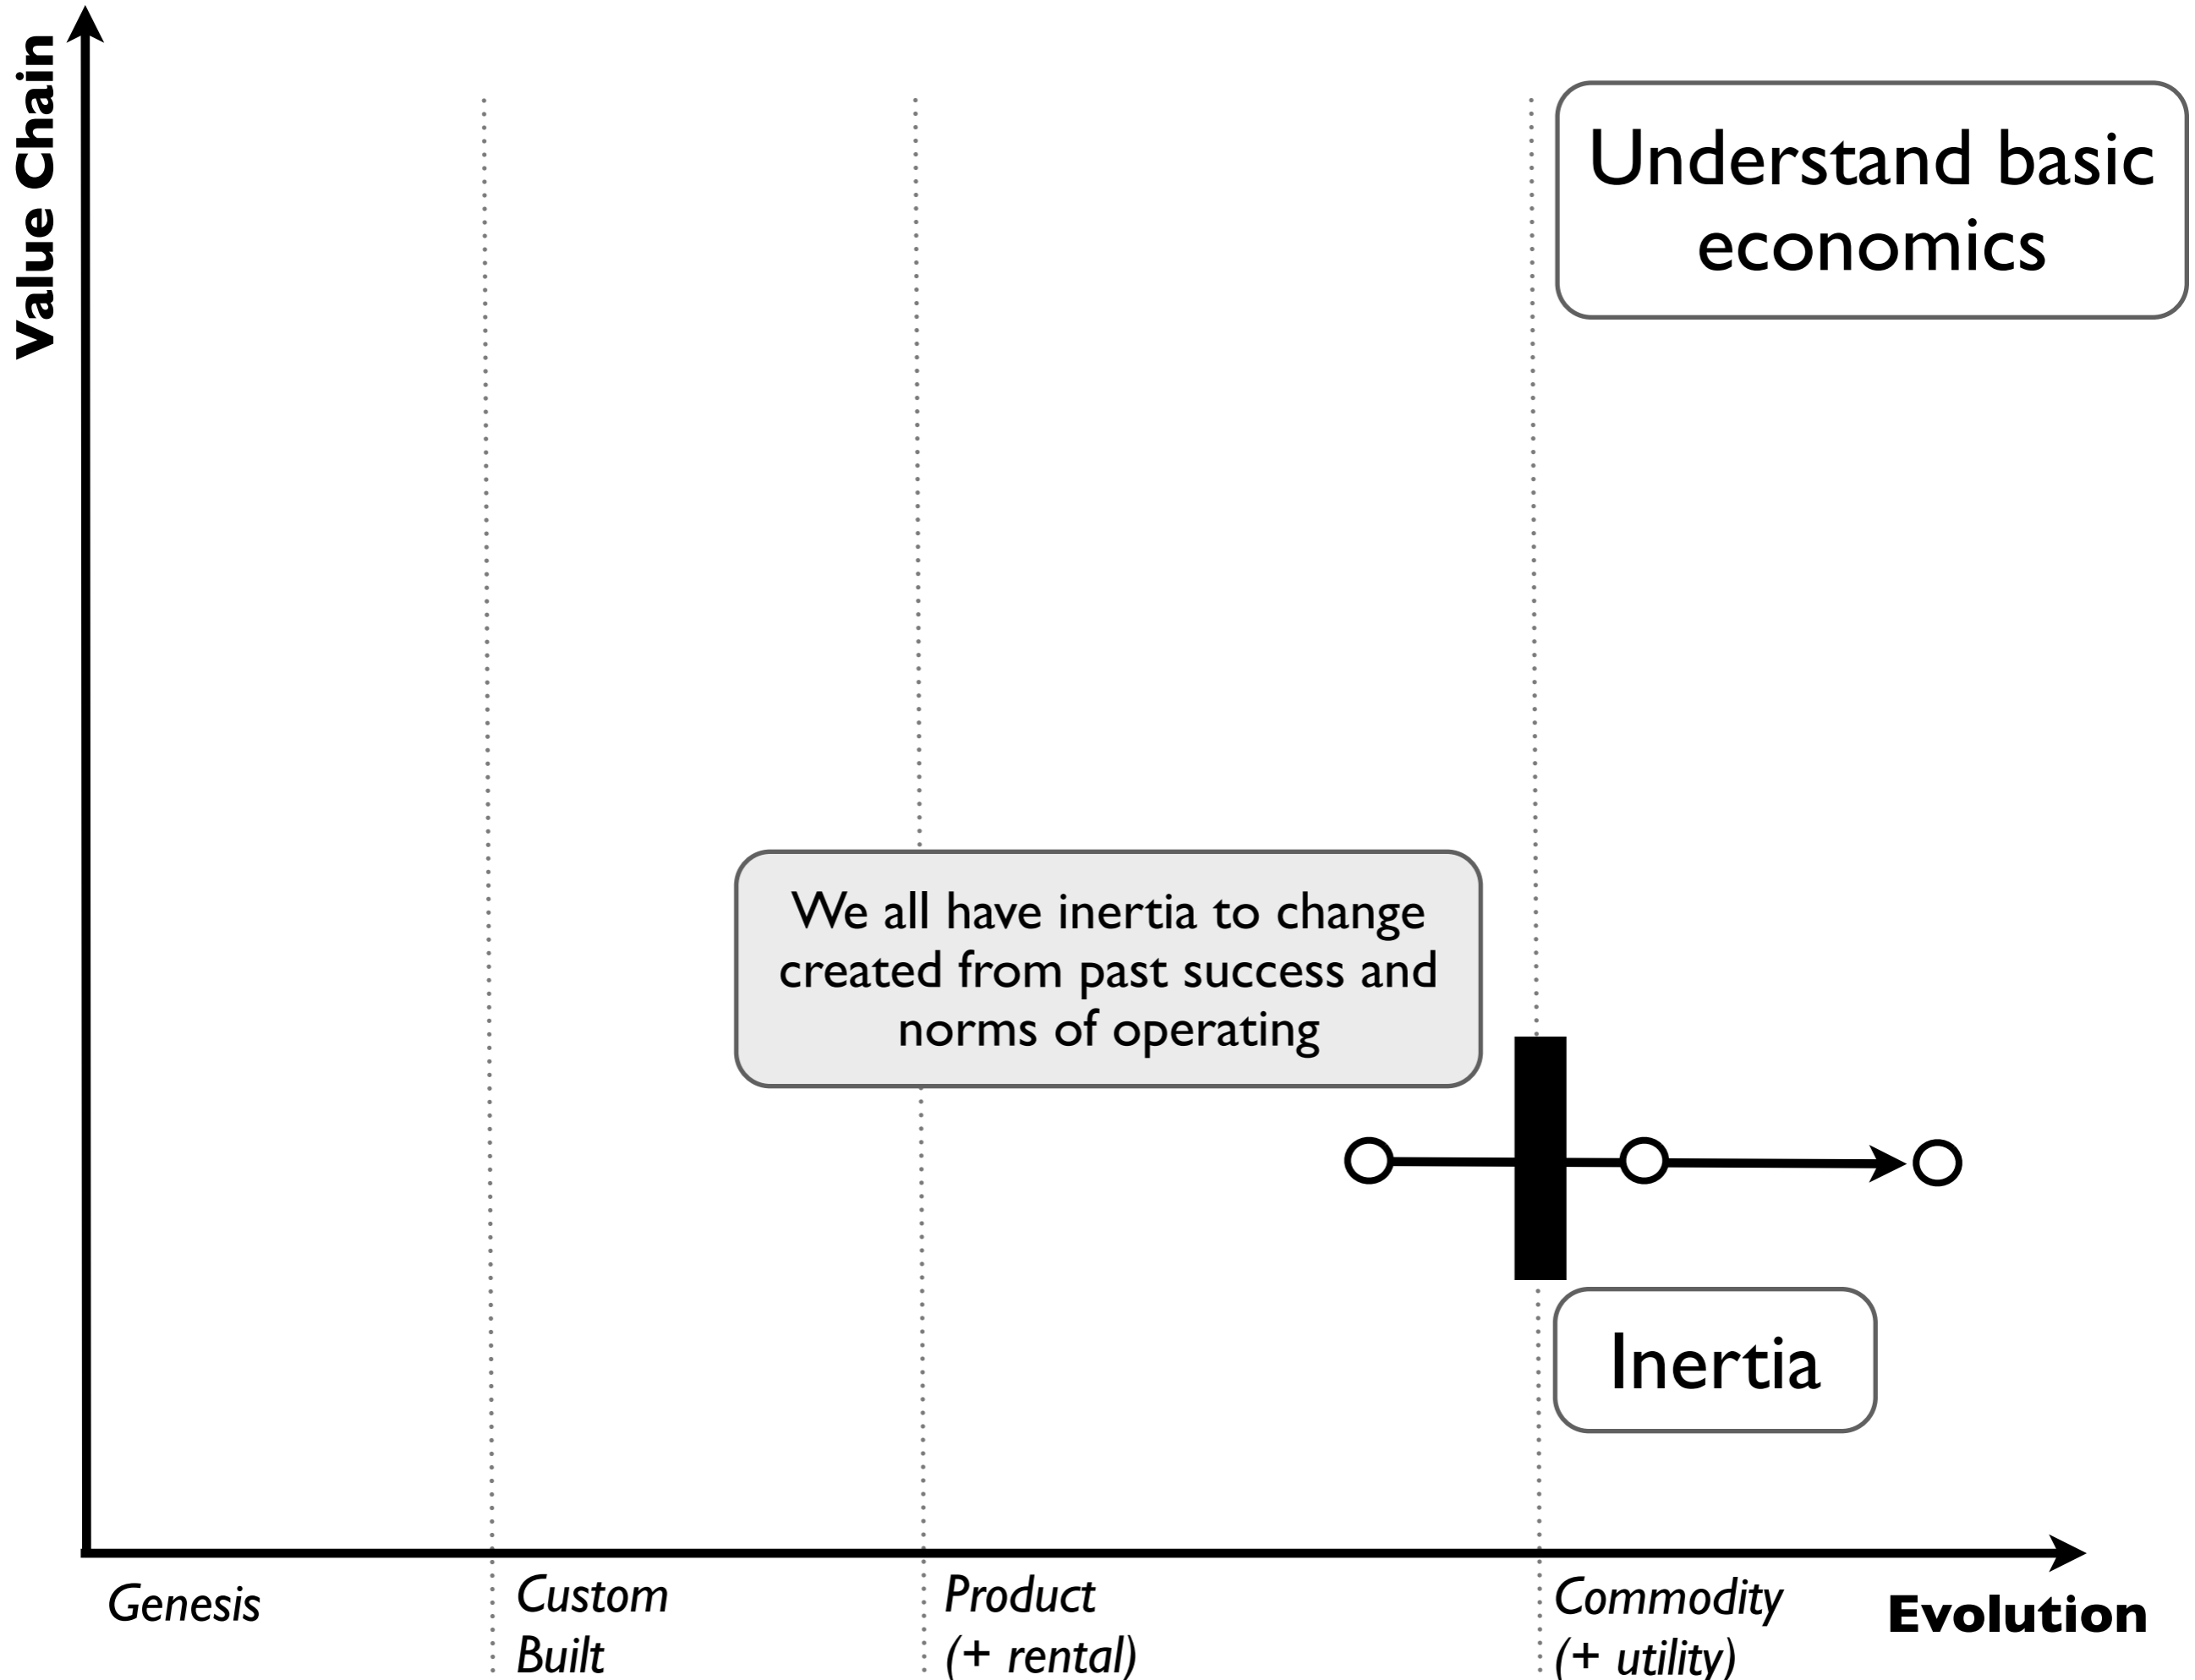 Value Chain
Understand basic
economics
We all have inertia to change
created from past success and
norms of operating
Inertia
Genesis
Custom
Built
Product
(+ rental)
Commodity
(+ utility)
Evolution